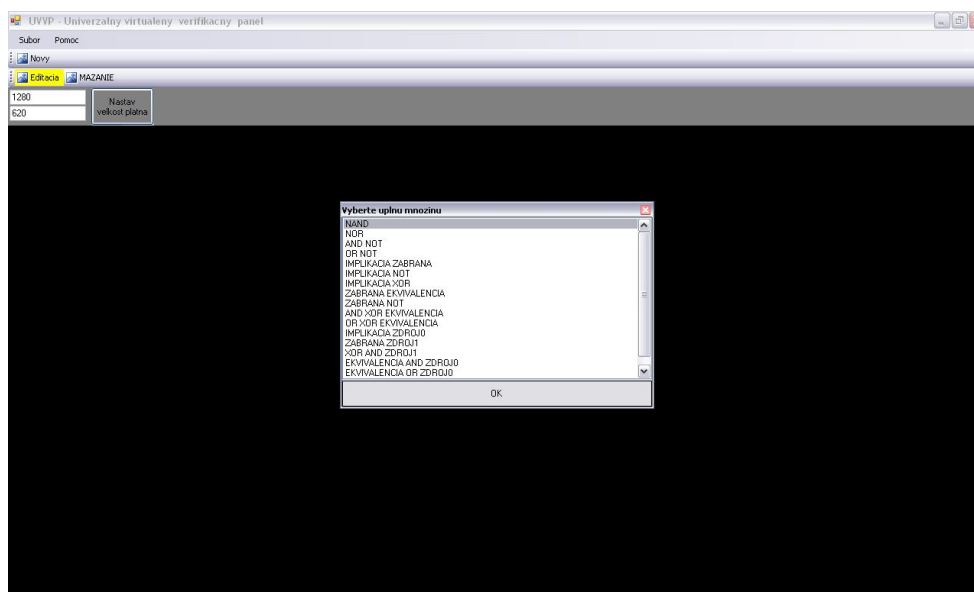 UVVP - Univerzalny virtualeny verifikacny panel
Subor Pomoc
Novy
Editacia MAZANIE
1280
620
Nastav
velkost platna
Vyberte uplnu mnozinu
NAND
NOR
AND NOT
OR NOT
IMPLIKACIA ZABRANA
IMPLIKACIA NOT
IMPLIKACIA XOR
ZABRANA EKVIVALENCIA
ZABRANA NOT
AND XOR EKVIVALENCIA
OR XOR EKVIVALENCIA
IMPLIKACIA ZDROJ0
ZABRANA ZDROJ1
XOR AND ZDROJ1
EKVIVALENCIA AND ZDROJ0
EKVIVALENCIA OR ZDROJ0
OK